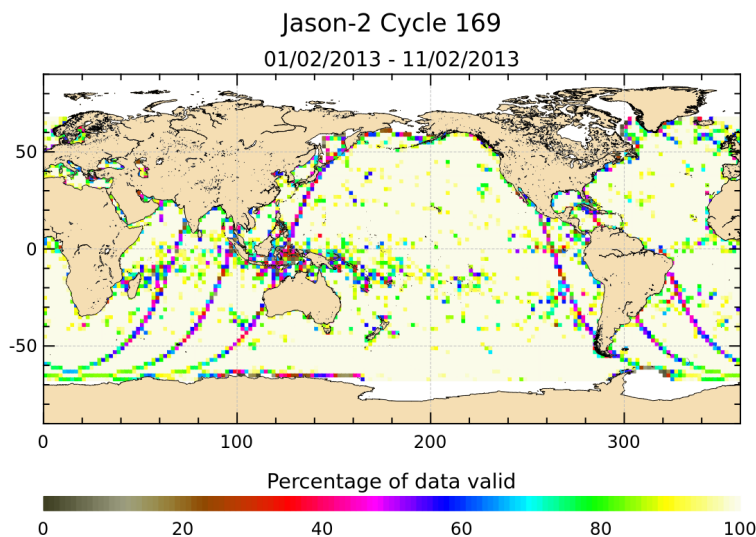 Jason-2 Cycle 169
01/02/2013 - 11/02/2013
50
0
-50
0 100 200 300
Percentage of data valid
0 20 40 60 80 100